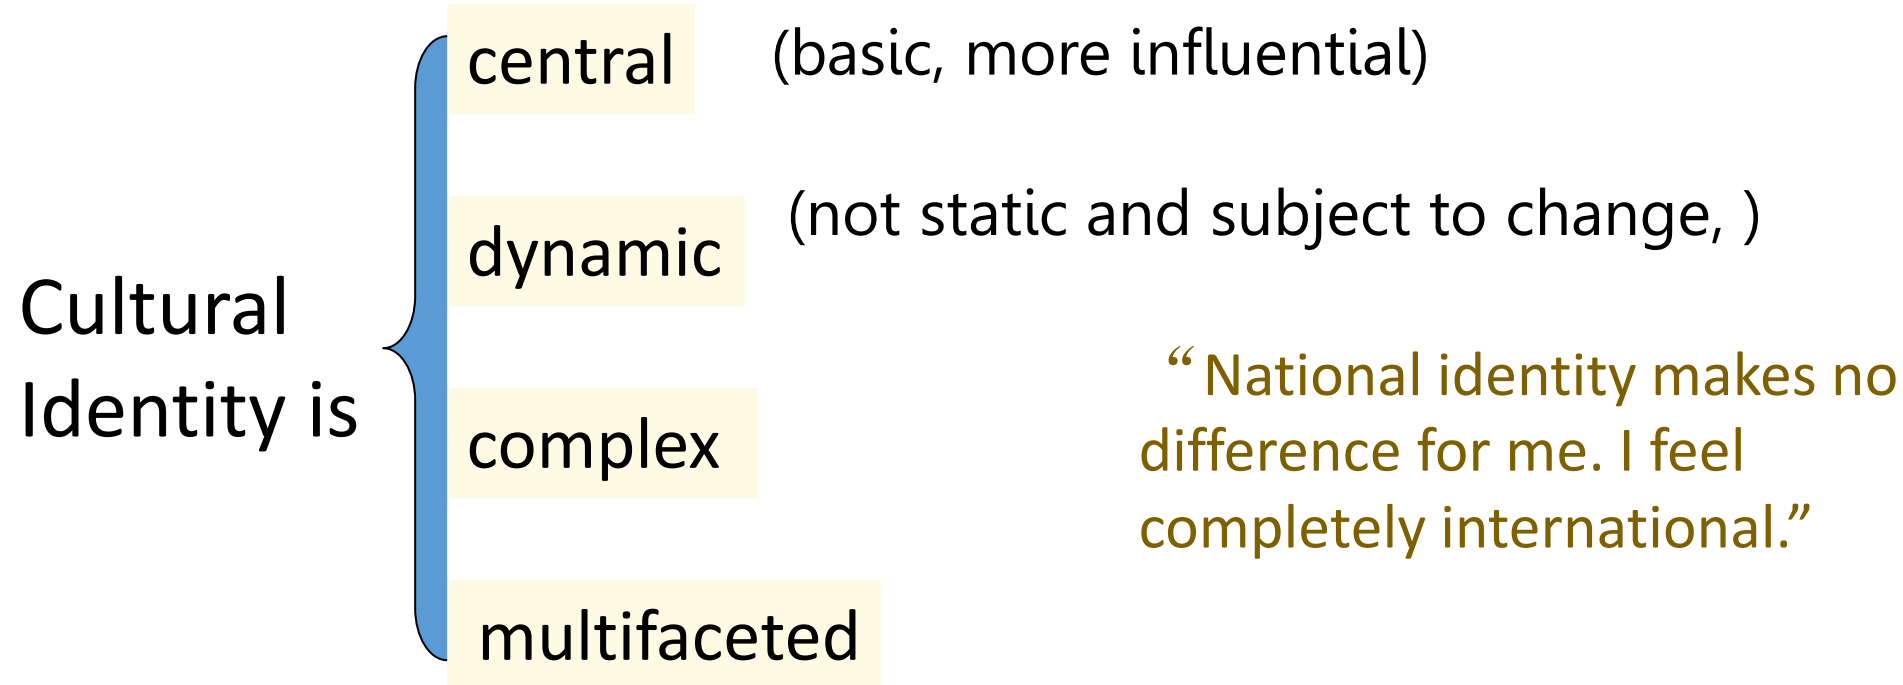 Cultural
Identity is
central
(basic, more influential)
dynamic
(not static and subject to change, )
complex
“National identity makes no
difference for me. I feel
completely international.”
multifaceted